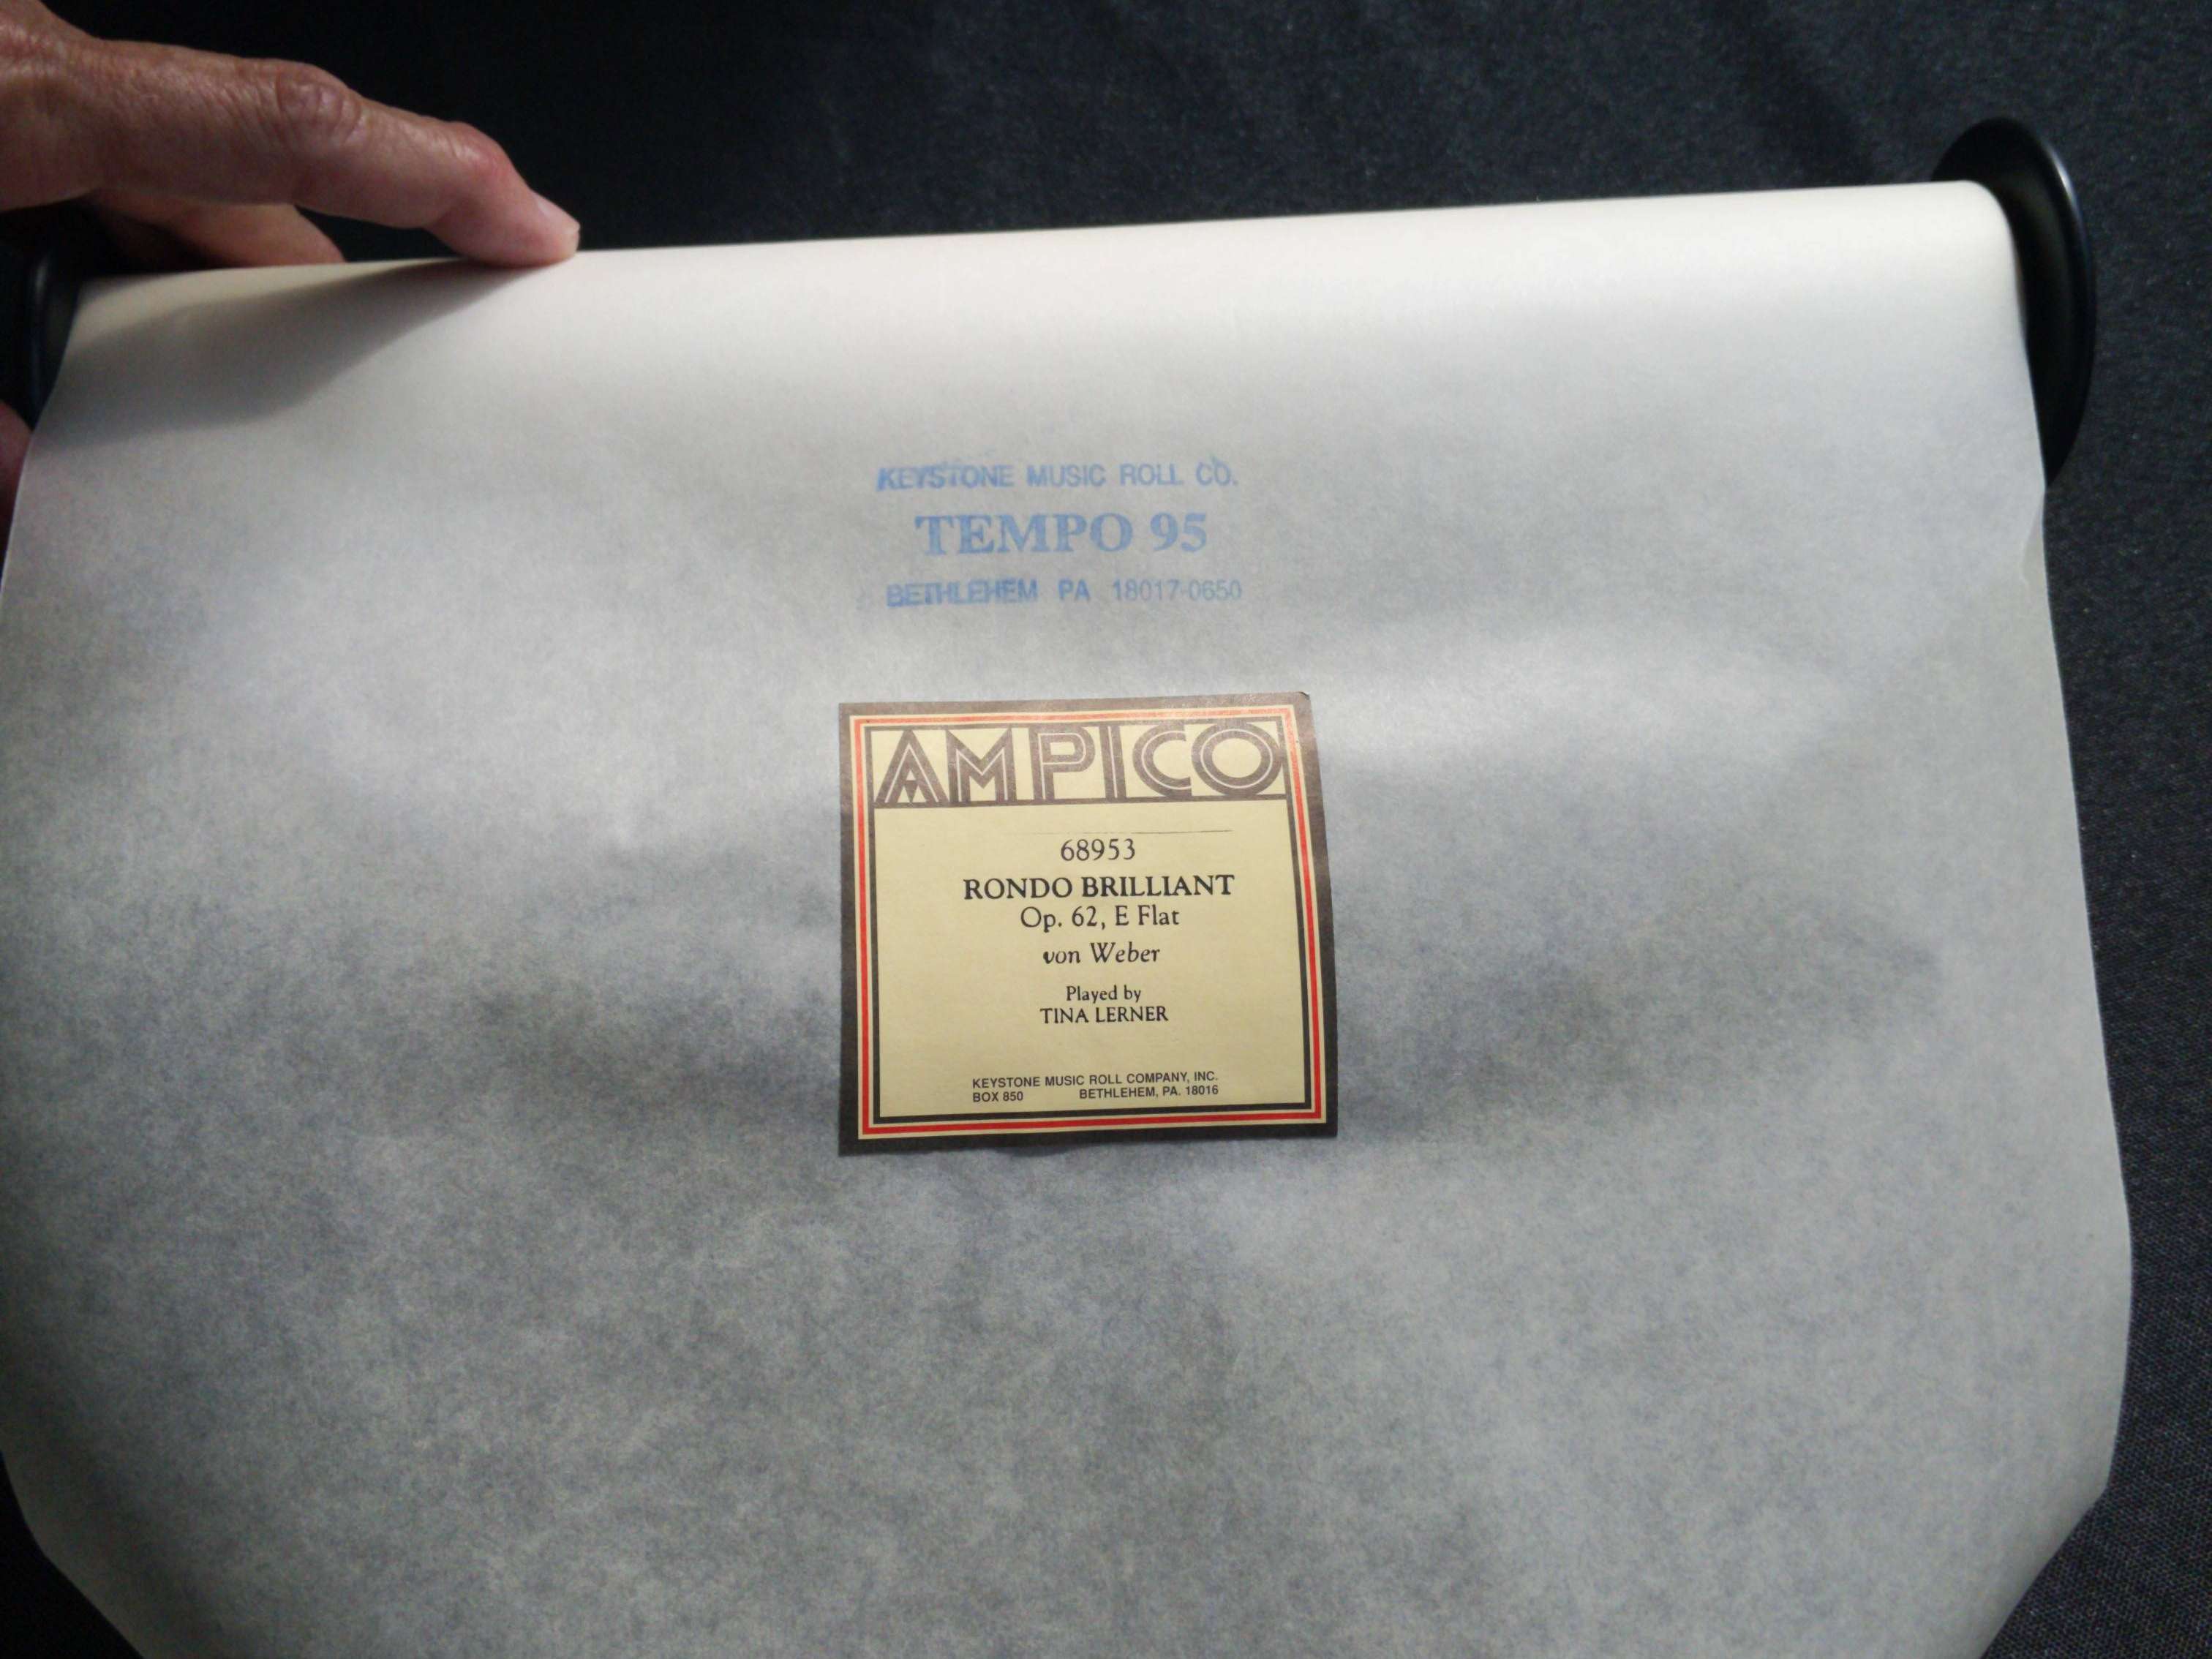 KEYSTONE MUSIC ROLL CO.
TEMPO 95
BETHLEHEM PA 18017-0650
AMPICO
68953
RONDO BRILLIANT
Op. 62, E Flat
von Weber
Played by
TINA LERNER
KEYSTONE MUSIC ROLL COMPANY, INC.
BOX 850 BETHLEHEM, PA. 18016